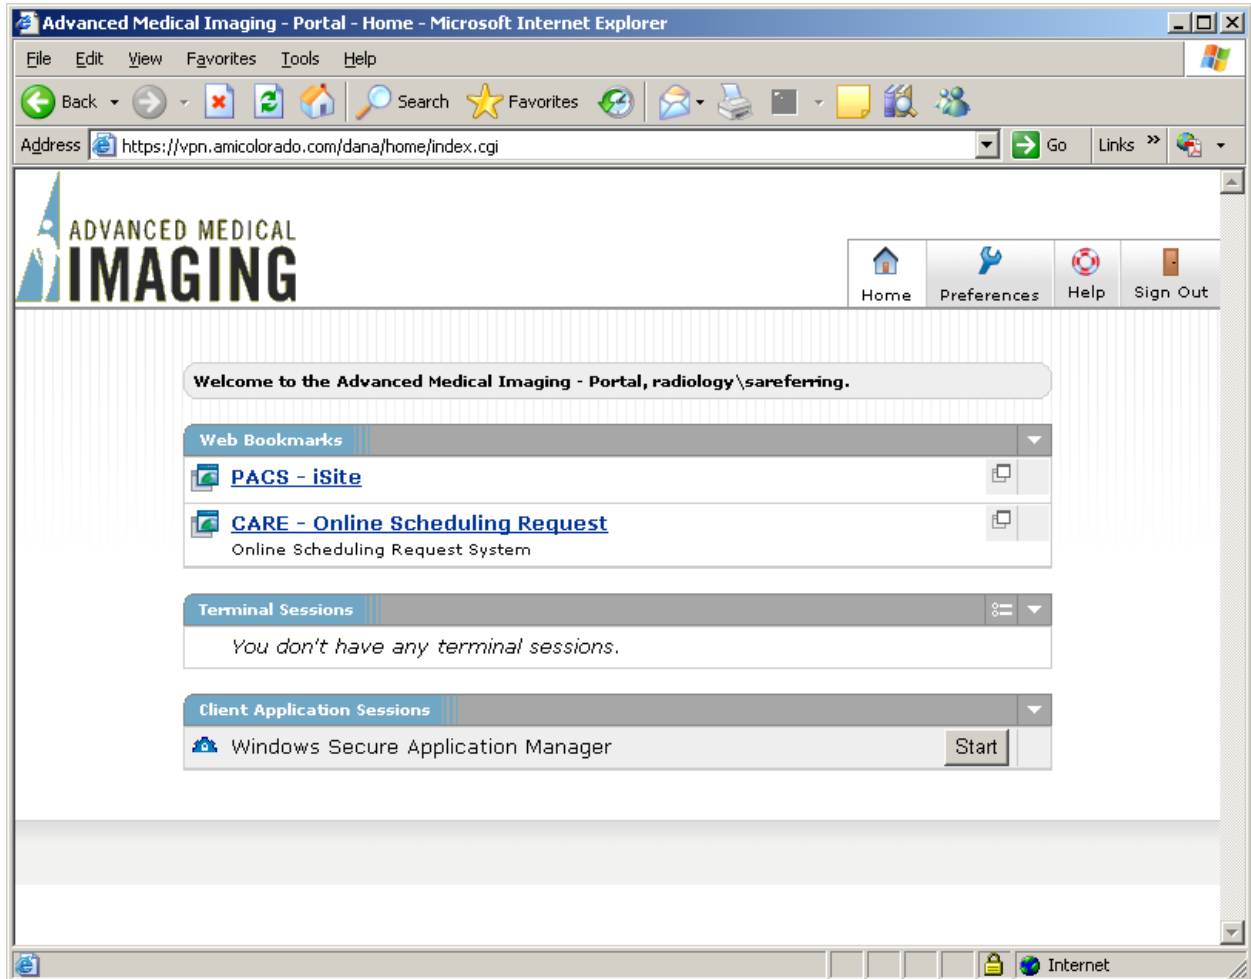 Advanced Medical Imaging - Portal - Home - Microsoft Internet Explorer
File Edit View Favorites Tools Help
Back Search Favorites
Address https://vpn.amicolorado.com/dana/home/index.cgi Go Links »
ADVANCED MEDICAL
IMAGING
Home Preferences Help Sign Out
Welcome to the Advanced Medical Imaging - Portal, radiology\sareferring.
Web Bookmarks
PACS - iSite
CARE - Online Scheduling Request
Online Scheduling Request System
Terminal Sessions
You don't have any terminal sessions.
Client Application Sessions
Windows Secure Application Manager Start
Internet